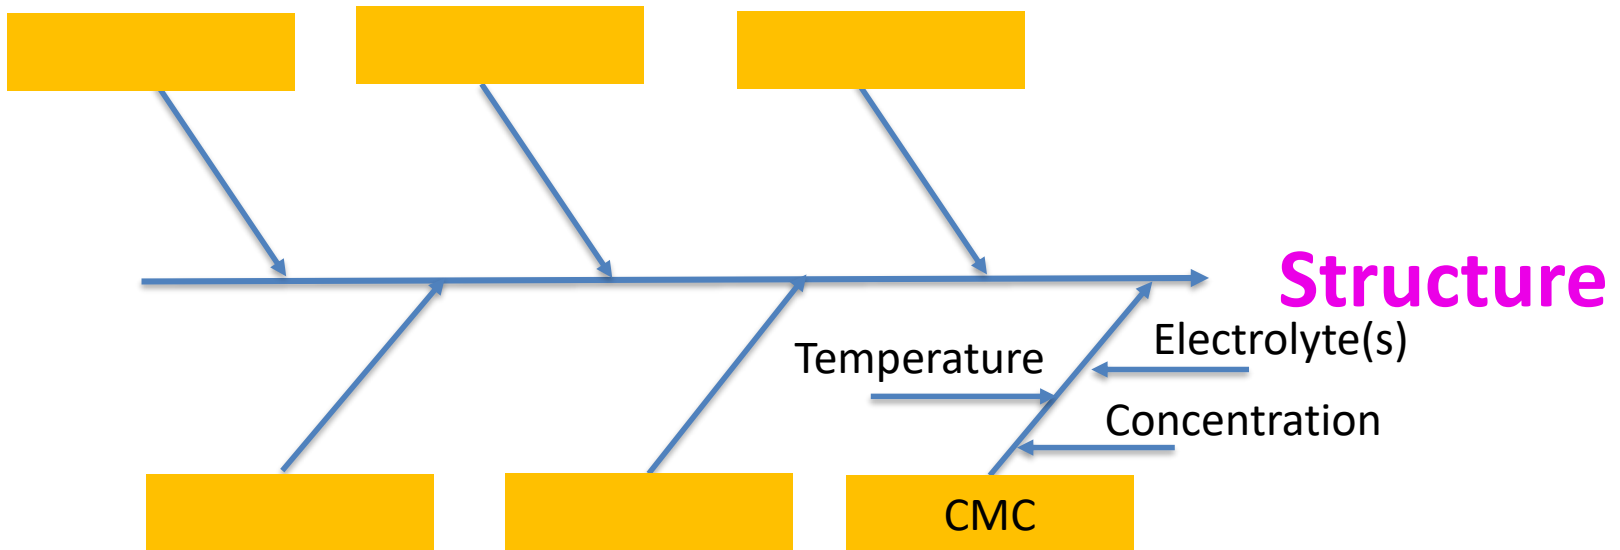 Structure
Electrolyte(s)
Temperature
Concentration
CMC